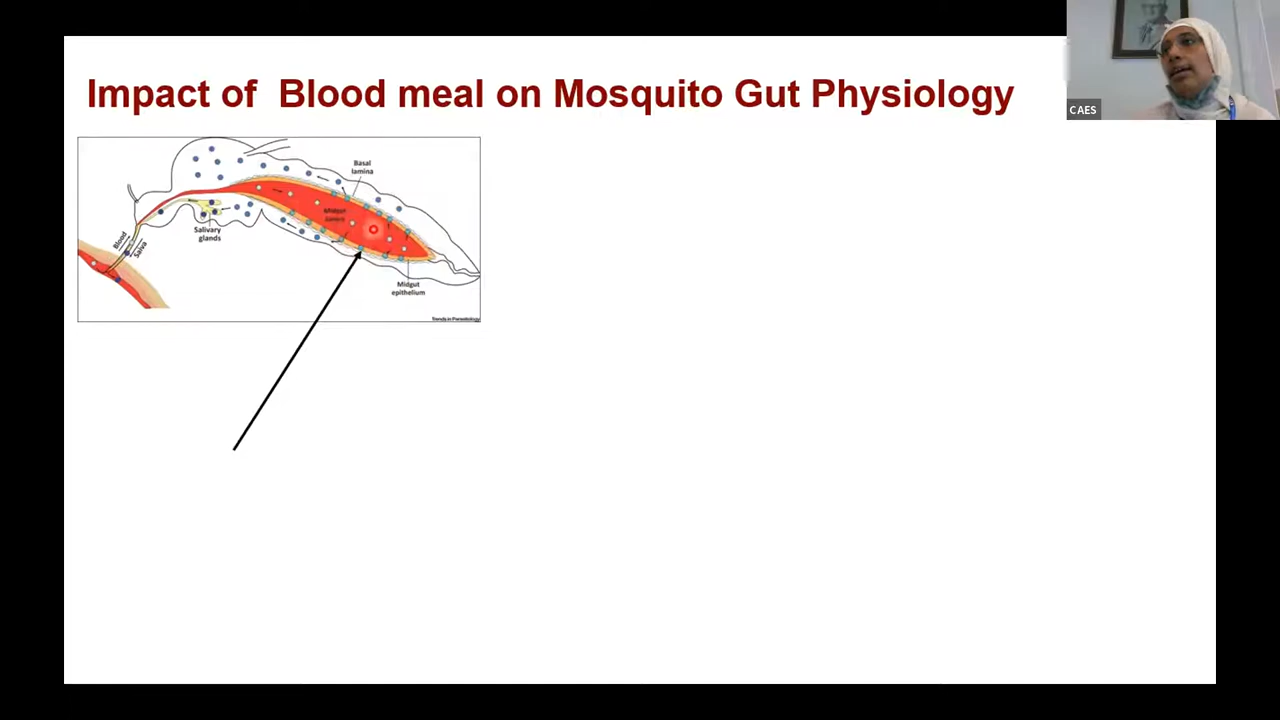 Impact of Blood meal on Mosquito Gut Physiology
CAES
Basal
lamina
Midgut
lumen
Salivary
glands
Blood
Saliva
Midgut
epithelium
Trends in Parasitology